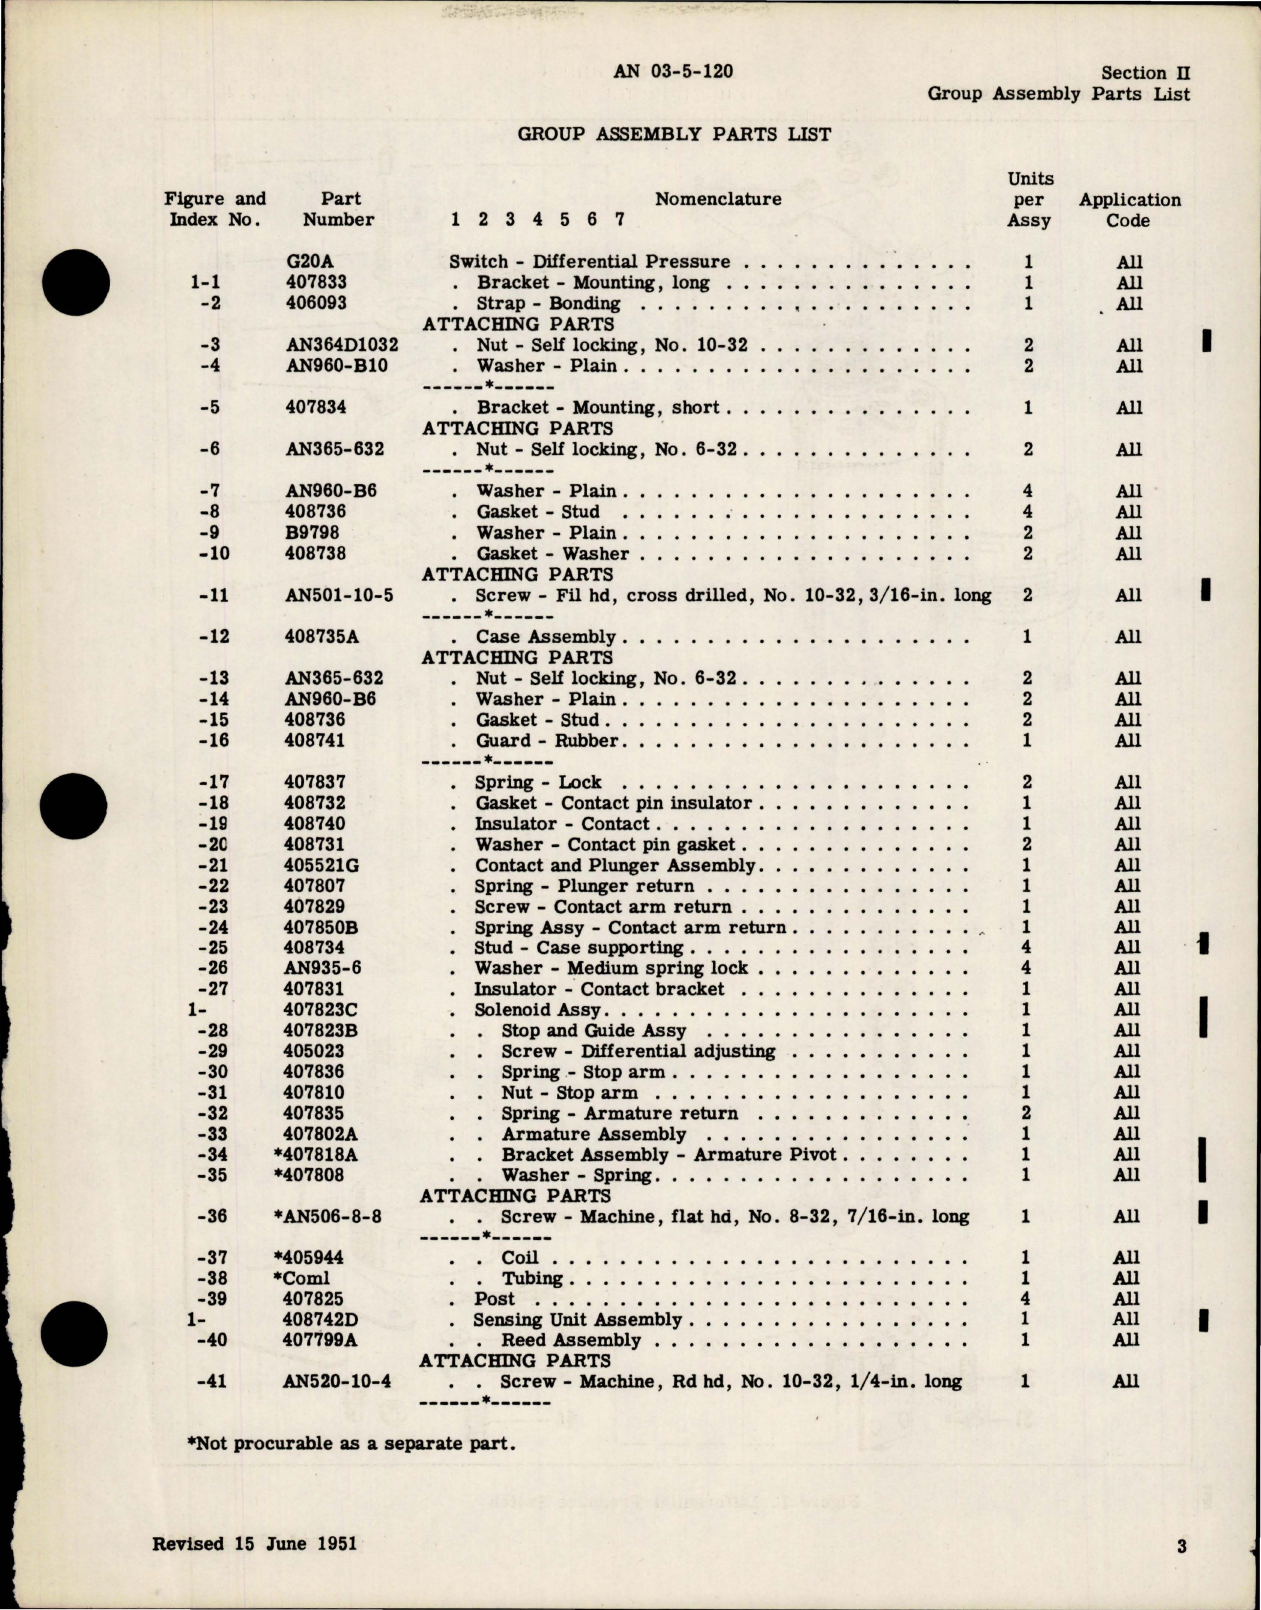 AN 03-5-120
Section II
Group Assembly Parts List
GROUP ASSEMBLY PARTS LIST
Figure and Index No. Part Number Nomenclature 1 2 3 4 5 6 7 Units per Assy Application Code
G20A Switch - Differential Pressure . . . . . . . . . . . . . . 1 All
1-1 407833 . Bracket - Mounting, long . . . . . . . . . . . . . . . 1 All
-2 406093 . Strap - Bonding . . . . . . . . . . . . . . . . . . . . 1 All
ATTACHING PARTS
-3 AN364D1032 . Nut - Self locking, No. 10-32 . . . . . . . . . . . . . 2 All
-4 AN960-B10 . Washer - Plain . . . . . . . . . . . . . . . . . . . . . 2 All
------*------
-5 407834 . Bracket - Mounting, short . . . . . . . . . . . . . . . 1 All
ATTACHING PARTS
-6 AN365-632 . Nut - Self locking, No. 6-32 . . . . . . . . . . . . . . 2 All
------*------
-7 AN960-B6 . Washer - Plain . . . . . . . . . . . . . . . . . . . . . 4 All
-8 408736 . Gasket - Stud . . . . . . . . . . . . . . . . . . . . . 4 All
-9 B9798 . Washer - Plain . . . . . . . . . . . . . . . . . . . . . 2 All
-10 408738 . Gasket - Washer . . . . . . . . . . . . . . . . . . . . 2 All
ATTACHING PARTS
-11 AN501-10-5 . Screw - Fil hd, cross drilled, No. 10-32, 3/16-in. long 2 All
------*------
-12 408735A . Case Assembly . . . . . . . . . . . . . . . . . . . . . 1 All
ATTACHING PARTS
-13 AN365-632 . Nut - Self locking, No. 6-32 . . . . . . . . . . . . . . 2 All
-14 AN960-B6 . Washer - Plain . . . . . . . . . . . . . . . . . . . . . 2 All
-15 408736 . Gasket - Stud . . . . . . . . . . . . . . . . . . . . . . 2 All
-16 408741 . Guard - Rubber . . . . . . . . . . . . . . . . . . . . . 1 All
------*------
-17 407837 . Spring - Lock . . . . . . . . . . . . . . . . . . . . . 2 All
-18 408732 . Gasket - Contact pin insulator . . . . . . . . . . . . . 1 All
-19 408740 . Insulator - Contact . . . . . . . . . . . . . . . . . . . 1 All
-20 408731 . Washer - Contact pin gasket . . . . . . . . . . . . . . 2 All
-21 405521G . Contact and Plunger Assembly . . . . . . . . . . . . . 1 All
-22 407807 . Spring - Plunger return . . . . . . . . . . . . . . . . 1 All
-23 407829 . Screw - Contact arm return . . . . . . . . . . . . . . 1 All
-24 407850B . Spring Assy - Contact arm return . . . . . . . . . . . 1 All
-25 408734 . Stud - Case supporting . . . . . . . . . . . . . . . . . 4 All
-26 AN935-6 . Washer - Medium spring lock . . . . . . . . . . . . . 4 All
-27 407831 . Insulator - Contact bracket . . . . . . . . . . . . . . 1 All
1- 407823C . Solenoid Assy . . . . . . . . . . . . . . . . . . . . . . 1 All
-28 407823B . . Stop and Guide Assy . . . . . . . . . . . . . . . . 1 All
-29 405023 . . Screw - Differential adjusting . . . . . . . . . . . 1 All
-30 407836 . . Spring - Stop arm . . . . . . . . . . . . . . . . . . 1 All
-31 407810 . . Nut - Stop arm . . . . . . . . . . . . . . . . . . . 1 All
-32 407835 . . Spring - Armature return . . . . . . . . . . . . . 2 All
-33 407802A . . Armature Assembly . . . . . . . . . . . . . . . . 1 All
-34 *407818A . . Bracket Assembly - Armature Pivot . . . . . . . . 1 All
-35 *407808 . . Washer - Spring . . . . . . . . . . . . . . . . . . . 1 All
ATTACHING PARTS
-36 *AN506-8-8 . . Screw - Machine, flat hd, No. 8-32, 7/16-in. long 1 All
------*------
-37 *405944 . . Coil . . . . . . . . . . . . . . . . . . . . . . . . . 1 All
-38 *Coml . . Tubing . . . . . . . . . . . . . . . . . . . . . . . . 1 All
-39 407825 . Post . . . . . . . . . . . . . . . . . . . . . . . . . . 4 All
1- 408742D . Sensing Unit Assembly . . . . . . . . . . . . . . . . . 1 All
-40 407799A . . Reed Assembly . . . . . . . . . . . . . . . . . . . 1 All
ATTACHING PARTS
-41 AN520-10-4 . . Screw - Machine, Rd hd, No. 10-32, 1/4-in. long 1 All
------*------
*Not procurable as a separate part.
Revised 15 June 1951
3